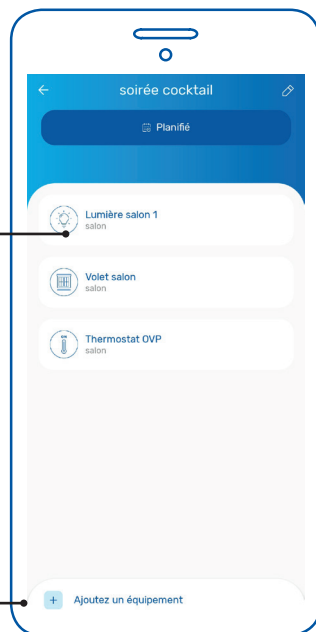 soirée cocktail
Planifié
Lumière salon 1
salon
Volet salon
salon
Thermostat OVP
salon
Ajoutez un équipement